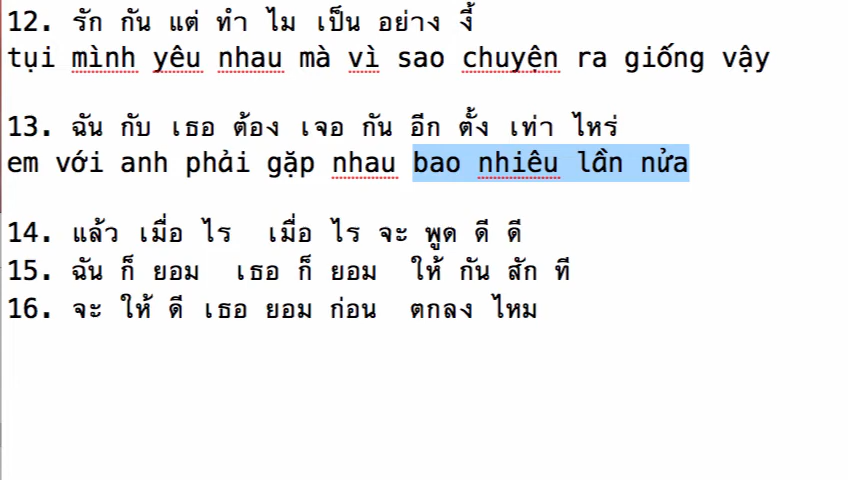 12. รัก กัน แต่ ทำ ไม เป็น อย่าง งี้
tụi mình yêu nhau mà vì sao chuyện ra giống vậy
13. ฉัน กับ เธอ ต้อง เจอ กัน อีก ตั้ง เท่า ไหร่
em với anh phải gặp nhau bao nhiêu lần nửa
14. แล้ว เมื่อ ไร เมื่อ ไร จะ พูด ดี ดี
15. ฉัน ก็ ยอม เธอ ก็ ยอม ให้ กัน สัก ที
16. จะ ให้ ดี เธอ ยอม ก่อน ตกลง ไหม